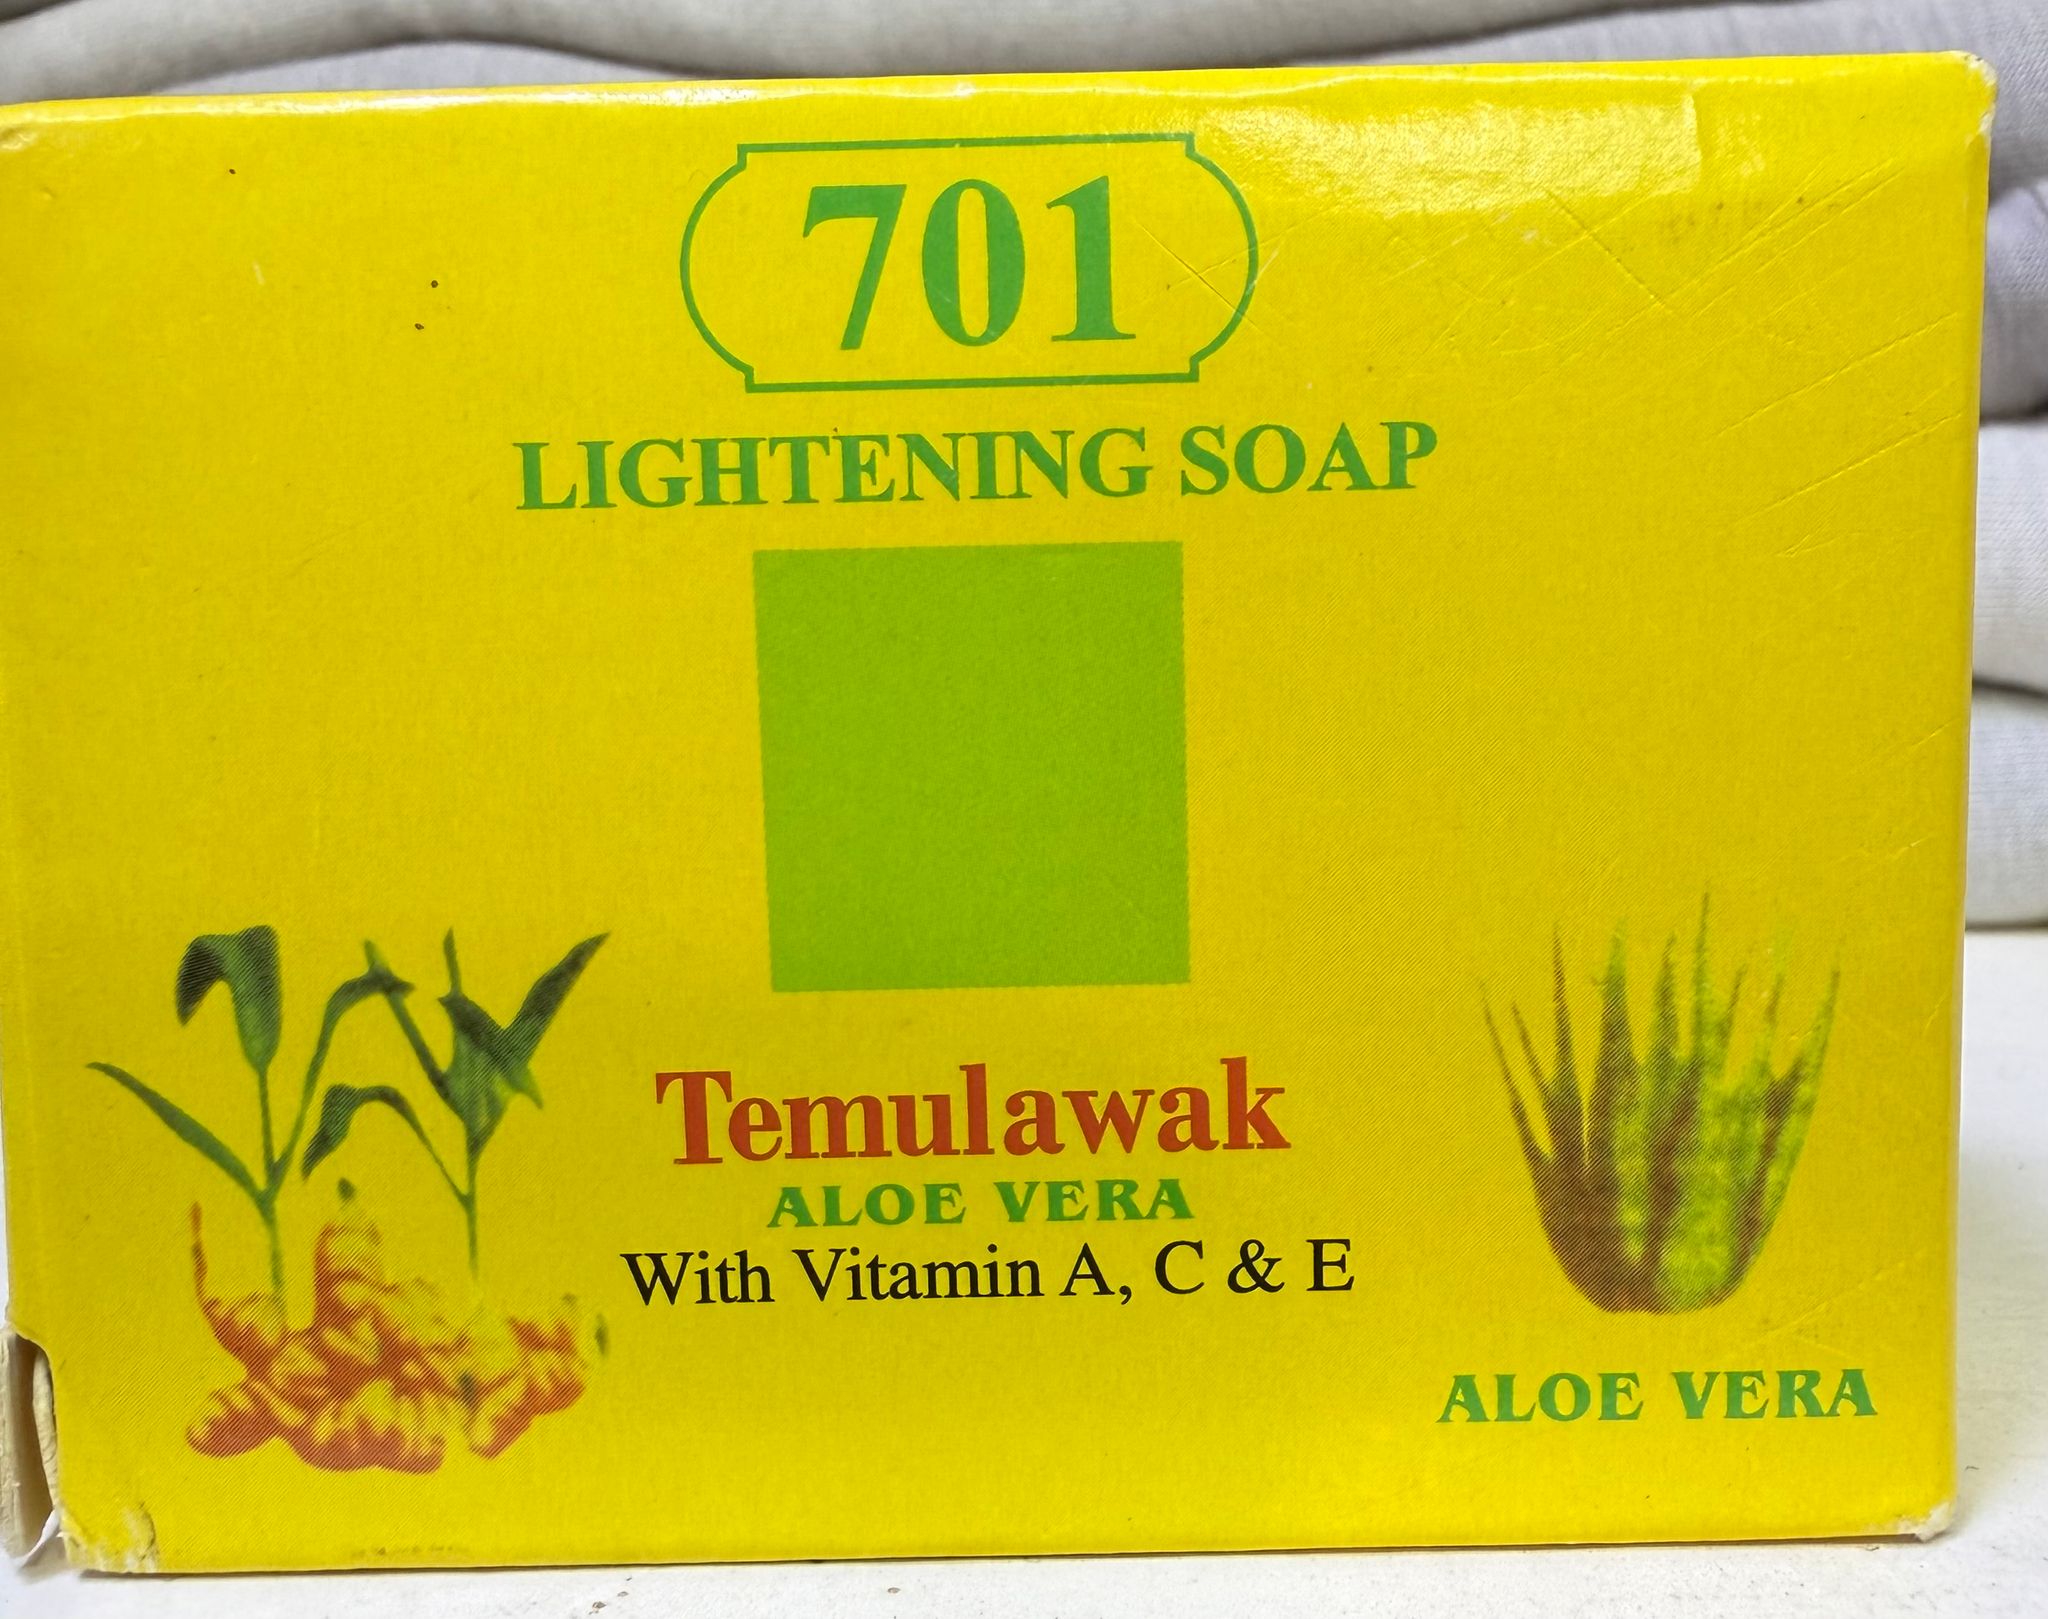 701
LIGHTENING SOAP
Temulawak
ALOE VERA
With Vitamin A, C & E
ALOE VERA